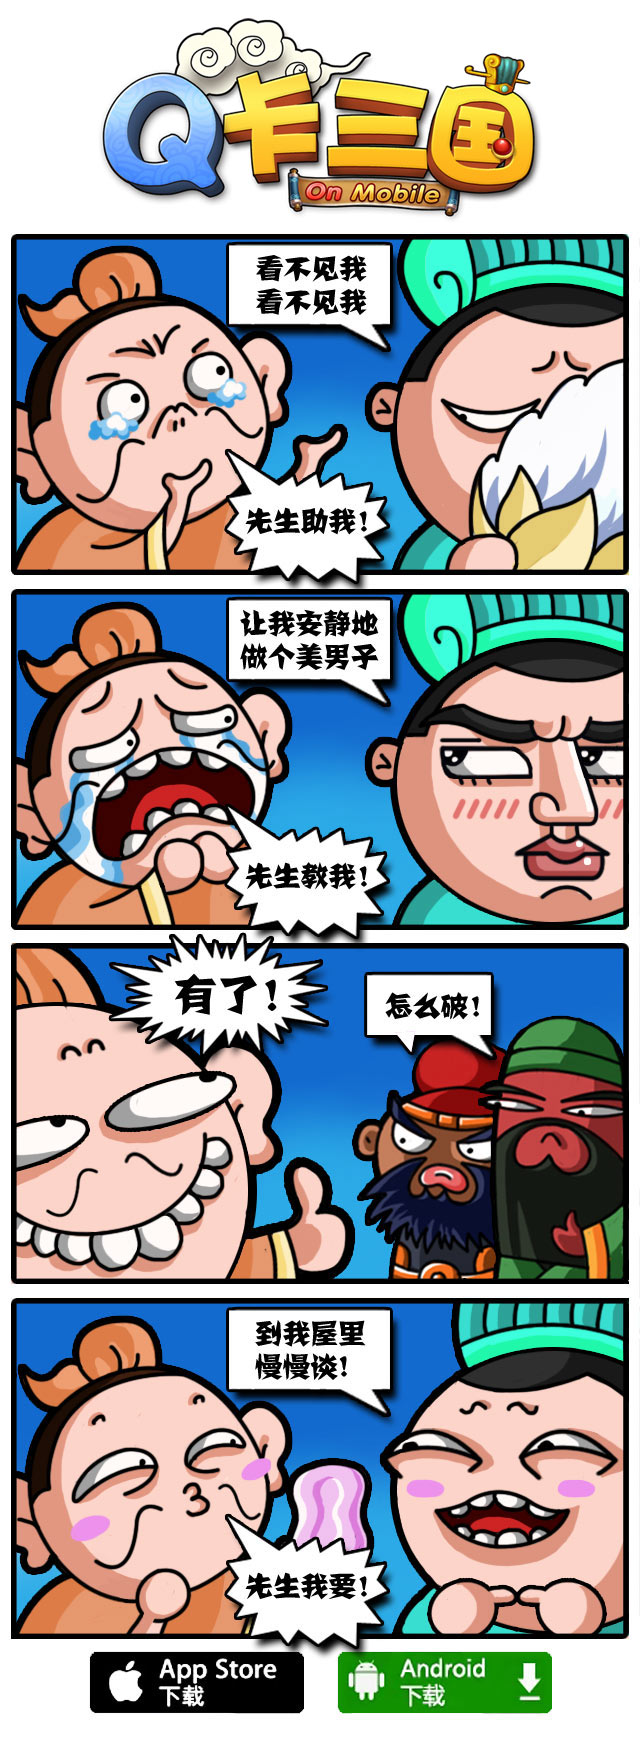 Q卡三国
On Mobile
看不见我
看不见我
先生助我!
让我安静地
做个美男子
先生教我!
有了!
怎么破!
到我屋里
慢慢谈!
先生我要!
App Store
下载
Android
下载